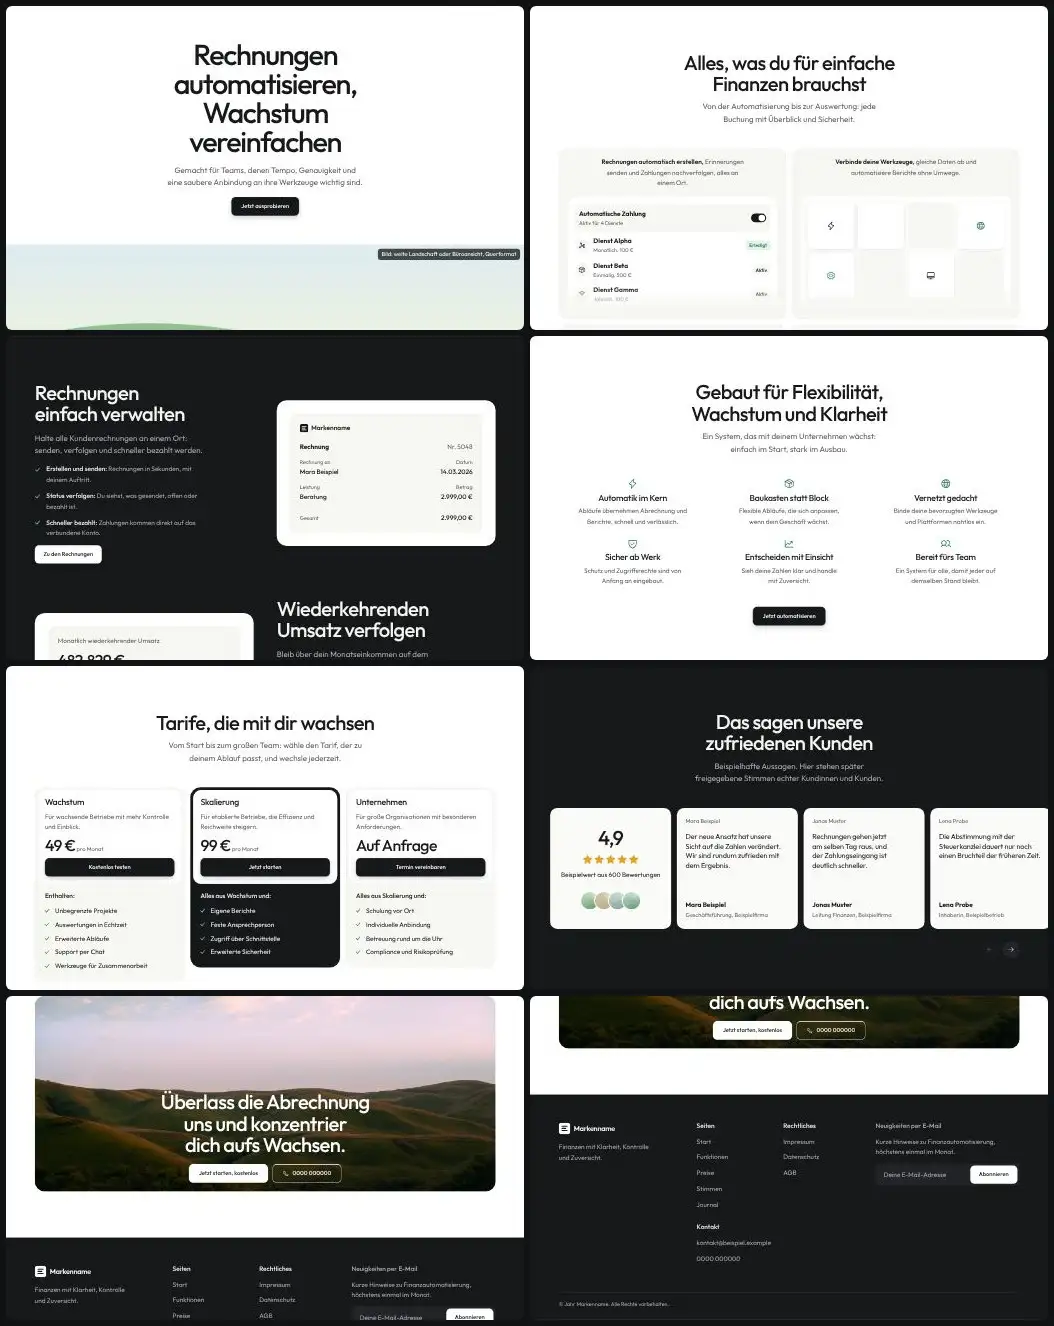 Rechnungen
automatisieren,
Wachstum
vereinfachen
Gemacht für Teams, denen Tempo, Genauigkeit und
eine saubere Anbindung an ihre Werkzeuge wichtig sind.
Jetzt ausprobieren
Bild: weite Landschaft oder Büroansicht, Querformat
Alles, was du für einfache
Finanzen brauchst
Von der Automatisierung bis zur Auswertung: jede
Buchung mit Überblick und Sicherheit.
Rechnungen automatisch erstellen, Erinnerungen
senden und Zahlungen nachverfolgen, alles an
einem Ort.
Automatische Zahlung
Aktiv für 4 Dienste
Dienst Alpha
Monatlich, 100 €
Erledigt
Dienst Beta
Einmalig, 300 €
Aktiv
Dienst Gamma
Aktiv
Verbinde deine Werkzeuge, gleiche Daten ab und
automatisiere Berichte ohne Umwege.
Rechnungen
einfach verwalten
Halte alle Kundenrechnungen an einem Ort:
senden, verfolgen und schneller bezahlt werden.
Erstellen und senden: Rechnungen in Sekunden, mit
deinem Auftritt.
Status verfolgen: Du siehst, was gesendet, offen oder
bezahlt ist.
Schneller bezahlt: Zahlungen kommen direkt auf das
verbundene Konto.
Zu den Rechnungen
Markenname
Rechnung Nr. 5048
Rechnung an Datum
Mara Beispiel 14.03.2026
Leistung Betrag
Beratung 2.999,00 €
Gesamt 2.999,00 €
Monatlich wiederkehrender Umsatz
482.829 €
Wiederkehrenden
Umsatz verfolgen
Bleib über dein Monatseinkommen auf dem
Gebaut für Flexibilität,
Wachstum und Klarheit
Ein System, das mit deinem Unternehmen wächst:
einfach im Start, stark im Ausbau.
Automatik im Kern
Abläufe übernehmen Abrechnung und
Berichte, schnell und verlässlich.
Baukasten statt Block
Flexible Abläufe, die sich anpassen,
wenn dein Geschäft wächst.
Vernetzt gedacht
Binde deine bevorzugten Werkzeuge
und Plattformen nahtlos ein.
Sicher ab Werk
Schutz und Zugriffsrechte sind von
Anfang an eingebaut.
Entscheiden mit Einsicht
Sieh deine Zahlen klar und handle
mit Zuversicht.
Bereit fürs Team
Ein System für alle, damit jeder auf
demselben Stand bleibt.
Jetzt automatisieren
Tarife, die mit dir wachsen
Vom Start bis zum großen Team: wähle den Tarif, der zu
deinem Ablauf passt, und wechsle jederzeit.
Wachstum
Für wachsende Betriebe mit mehr Kontrolle
und Einblick.
49 € pro Monat
Kostenlos testen
Enthalten:
Unbegrenzte Projekte
Auswertungen in Echtzeit
Erweiterte Abläufe
Support per Chat
Werkzeuge für Zusammenarbeit
Skalierung
Für etablierte Betriebe, die Effizienz und
Reichweite steigern.
99 € pro Monat
Jetzt starten
Alles aus Wachstum und:
Eigene Berichte
Feste Ansprechperson
Zugriff über Schnittstelle
Erweiterte Sicherheit
Unternehmen
Für große Organisationen mit besonderen
Anforderungen.
Auf Anfrage
Termin vereinbaren
Alles aus Skalierung und:
Schulung vor Ort
Individuelle Anbindung
Betreuung rund um die Uhr
Compliance und Risikoprüfung
Das sagen unsere
zufriedenen Kunden
Beispielhafte Aussagen. Hier stehen später
freigegebene Stimmen echter Kundinnen und Kunden.
4,9
Beispielwert aus 600 Bewertungen
Mara Beispiel
Der neue Ansatz hat unsere
Sicht auf die Zahlen verändert.
Wir sind rundum zufrieden mit
dem Ergebnis.
Mara Beispiel
Geschäftsführung, Beispielfirma
Jonas Muster
Rechnungen gehen jetzt
am selben Tag raus, und
der Zahlungseingang ist
deutlich schneller.
Jonas Muster
Leitung Finanzen, Beispielfirma
Lena Probe
Die Abstimmung mit der
Steuerkanzlei dauert nur noch
einen Bruchteil der früheren Zeit.
Lena Probe
Inhaberin, Beispielbetrieb
Überlass die Abrechnung
uns und konzentrier
dich aufs Wachsen.
Jetzt starten, kostenlos
0000 000000
Markenname
Finanzen mit Klarheit, Kontrolle
und Zuversicht.
Seiten
Start
Funktionen
Preise
Rechtliches
Impressum
Datenschutz
AGB
Neuigkeiten per E-Mail
Kurze Hinweise zu Finanzautomatisierung,
höchstens einmal im Monat.
Deine E-Mail-Adresse
Abonnieren
dich aufs Wachsen.
Jetzt starten, kostenlos
0000 000000
Markenname
Finanzen mit Klarheit, Kontrolle
und Zuversicht.
Seiten
Start
Funktionen
Preise
Stimmen
Journal
Kontakt
kontakt@beispiel.example
0000 000000
Rechtliches
Impressum
Datenschutz
AGB
Neuigkeiten per E-Mail
Kurze Hinweise zu Finanzautomatisierung,
höchstens einmal im Monat.
Deine E-Mail-Adresse
Abonnieren
© Jahr Markenname. Alle Rechte vorbehalten.